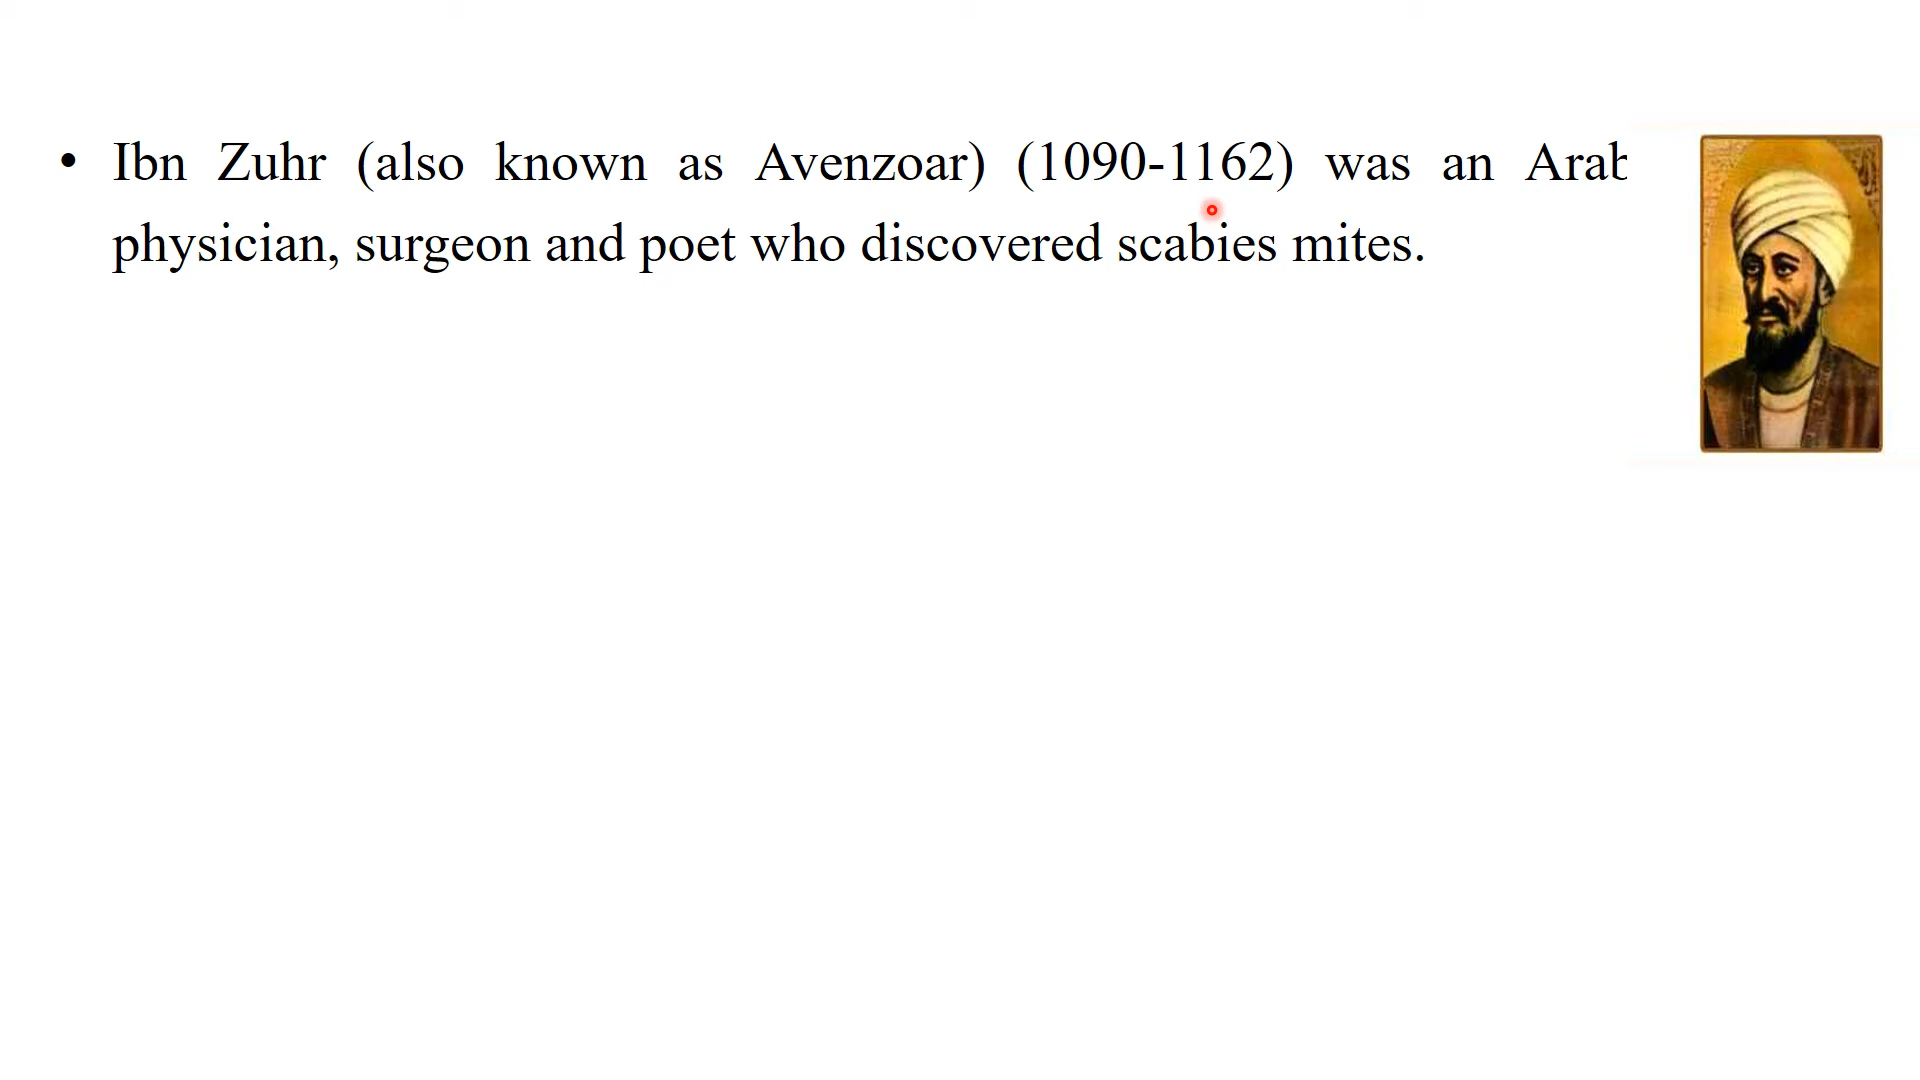 • Ibn Zuhr (also known as Avenzoar) (1090-1162) was an Arab
physician, surgeon and poet who discovered scabies mites.